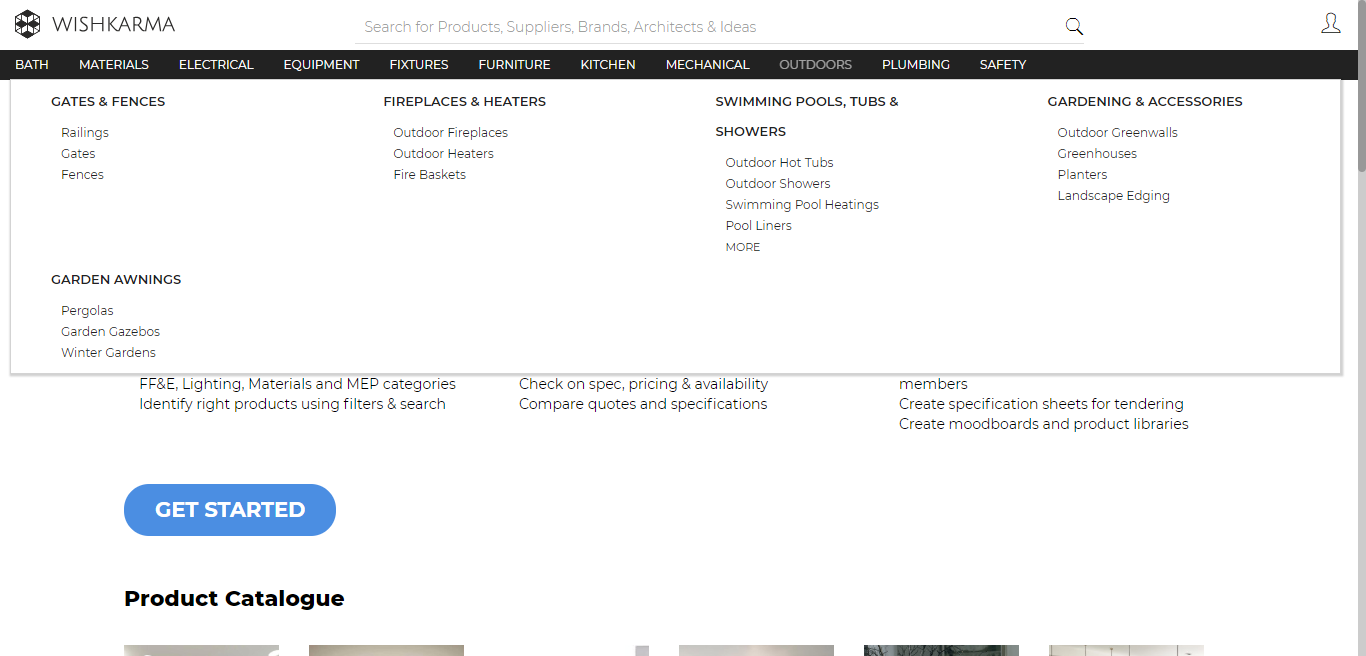 WISHKARMA
Search for Products, Suppliers, Brands, Architects & Ideas
BATH MATERIALS ELECTRICAL EQUIPMENT FIXTURES FURNITURE KITCHEN MECHANICAL OUTDOORS PLUMBING SAFETY
GATES & FENCES
Railings
Gates
Fences
FIREPLACES & HEATERS
Outdoor Fireplaces
Outdoor Heaters
Fire Baskets
SWIMMING POOLS, TUBS &
SHOWERS
Outdoor Hot Tubs
Outdoor Showers
Swimming Pool Heatings
Pool Liners
MORE
GARDENING & ACCESSORIES
Outdoor Greenwalls
Greenhouses
Planters
Landscape Edging
GARDEN AWNINGS
Pergolas
Garden Gazebos
Winter Gardens
FF&E, Lighting, Materials and MEP categories
Identify right products using filters & search
Check on spec, pricing & availability
Compare quotes and specifications
members
Create specification sheets for tendering
Create moodboards and product libraries
GET STARTED
Product Catalogue